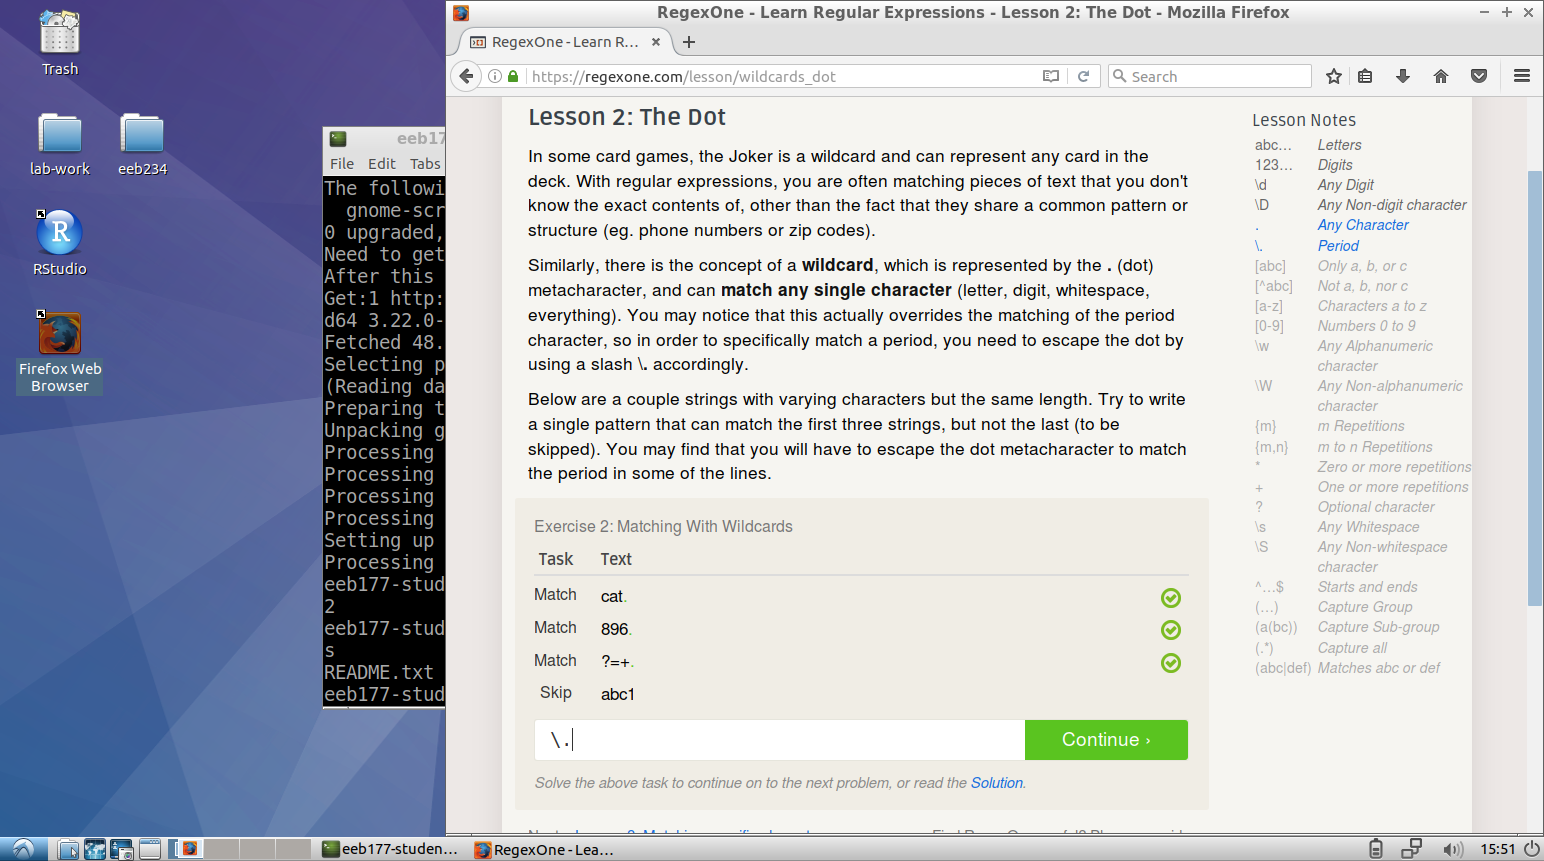 RegexOne - Learn Regular Expressions - Lesson 2: The Dot - Mozilla Firefox
RegexOne - Learn R...
https://regexone.com/lesson/wildcards_dot
Search
Trash
lab-work
eeb234
RStudio
Firefox Web
Browser
eeb17
File Edit Tabs
The followi
gnome-scr
0 upgraded,
Need to get
After this
Get:1 http:
d64 3.22.0-
Fetched 48.
Selecting p
(Reading da
Preparing t
Unpacking g
Processing
Processing
Processing
Processing
Setting up
Processing
eeb177-stud
2
eeb177-stud
s
README.txt
eeb177-stud
Lesson 2: The Dot
In some card games, the Joker is a wildcard and can represent any card in the
deck. With regular expressions, you are often matching pieces of text that you don't
know the exact contents of, other than the fact that they share a common pattern or
structure (eg. phone numbers or zip codes).
Similarly, there is the concept of a wildcard, which is represented by the . (dot)
metacharacter, and can match any single character (letter, digit, whitespace,
everything). You may notice that this actually overrides the matching of the period
character, so in order to specifically match a period, you need to escape the dot by
using a slash \. accordingly.
Below are a couple strings with varying characters but the same length. Try to write
a single pattern that can match the first three strings, but not the last (to be
skipped). You may find that you will have to escape the dot metacharacter to match
the period in some of the lines.
Exercise 2: Matching With Wildcards
Task Text
Match cat.
Match 896.
Match ?=+.
Skip abc1
\.
Continue ›
Solve the above task to continue on to the next problem, or read the Solution.
Lesson Notes
abc... Letters
123... Digits
\d Any Digit
\D Any Non-digit character
. Any Character
\. Period
[abc] Only a, b, or c
[^abc] Not a, b, nor c
[a-z] Characters a to z
[0-9] Numbers 0 to 9
\w Any Alphanumeric
character
\W Any Non-alphanumeric
character
{m} m Repetitions
{m,n} m to n Repetitions
* Zero or more repetitions
+ One or more repetitions
? Optional character
\s Any Whitespace
\S Any Non-whitespace
character
^...$ Starts and ends
(...) Capture Group
(a(bc)) Capture Sub-group
(.*) Capture all
(abc|def) Matches abc or def
eeb177-studen...
RegexOne - Lea...
15:51